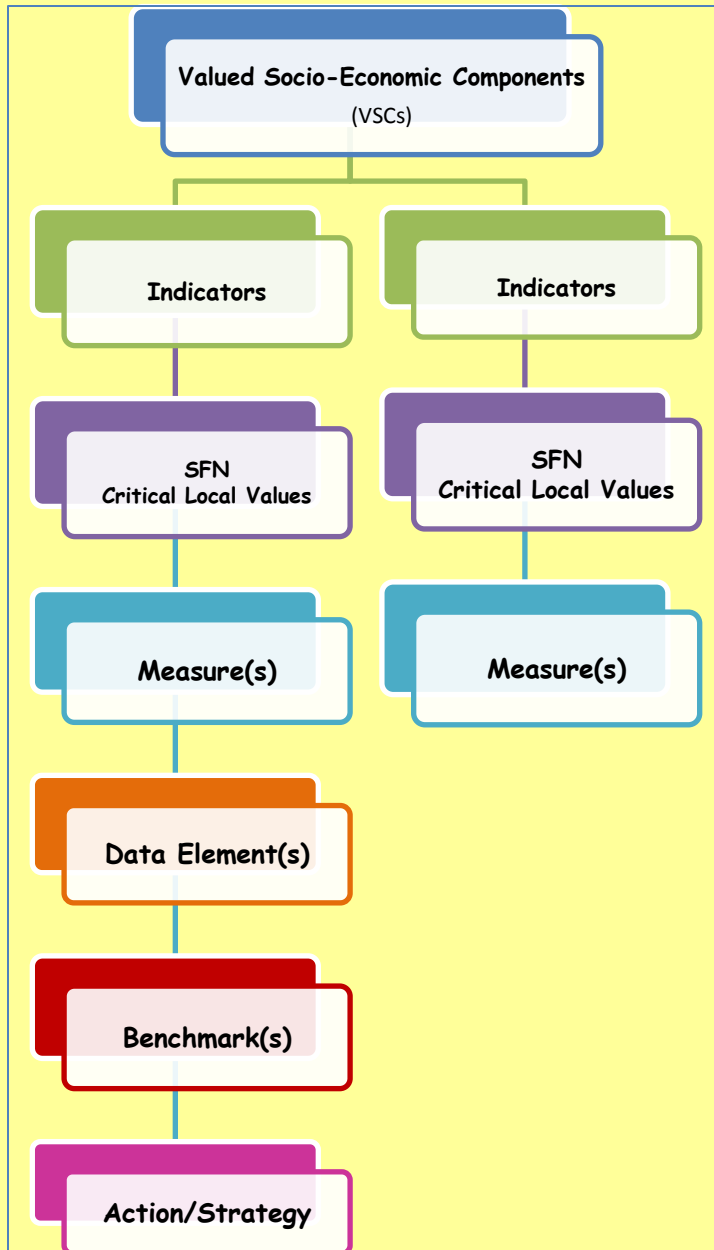 Valued Socio-Economic Components
(VSCs)
Indicators
Indicators
SFN
Critical Local Values
SFN
Critical Local Values
Measure(s)
Measure(s)
Data Element(s)
Benchmark(s)
Action/Strategy